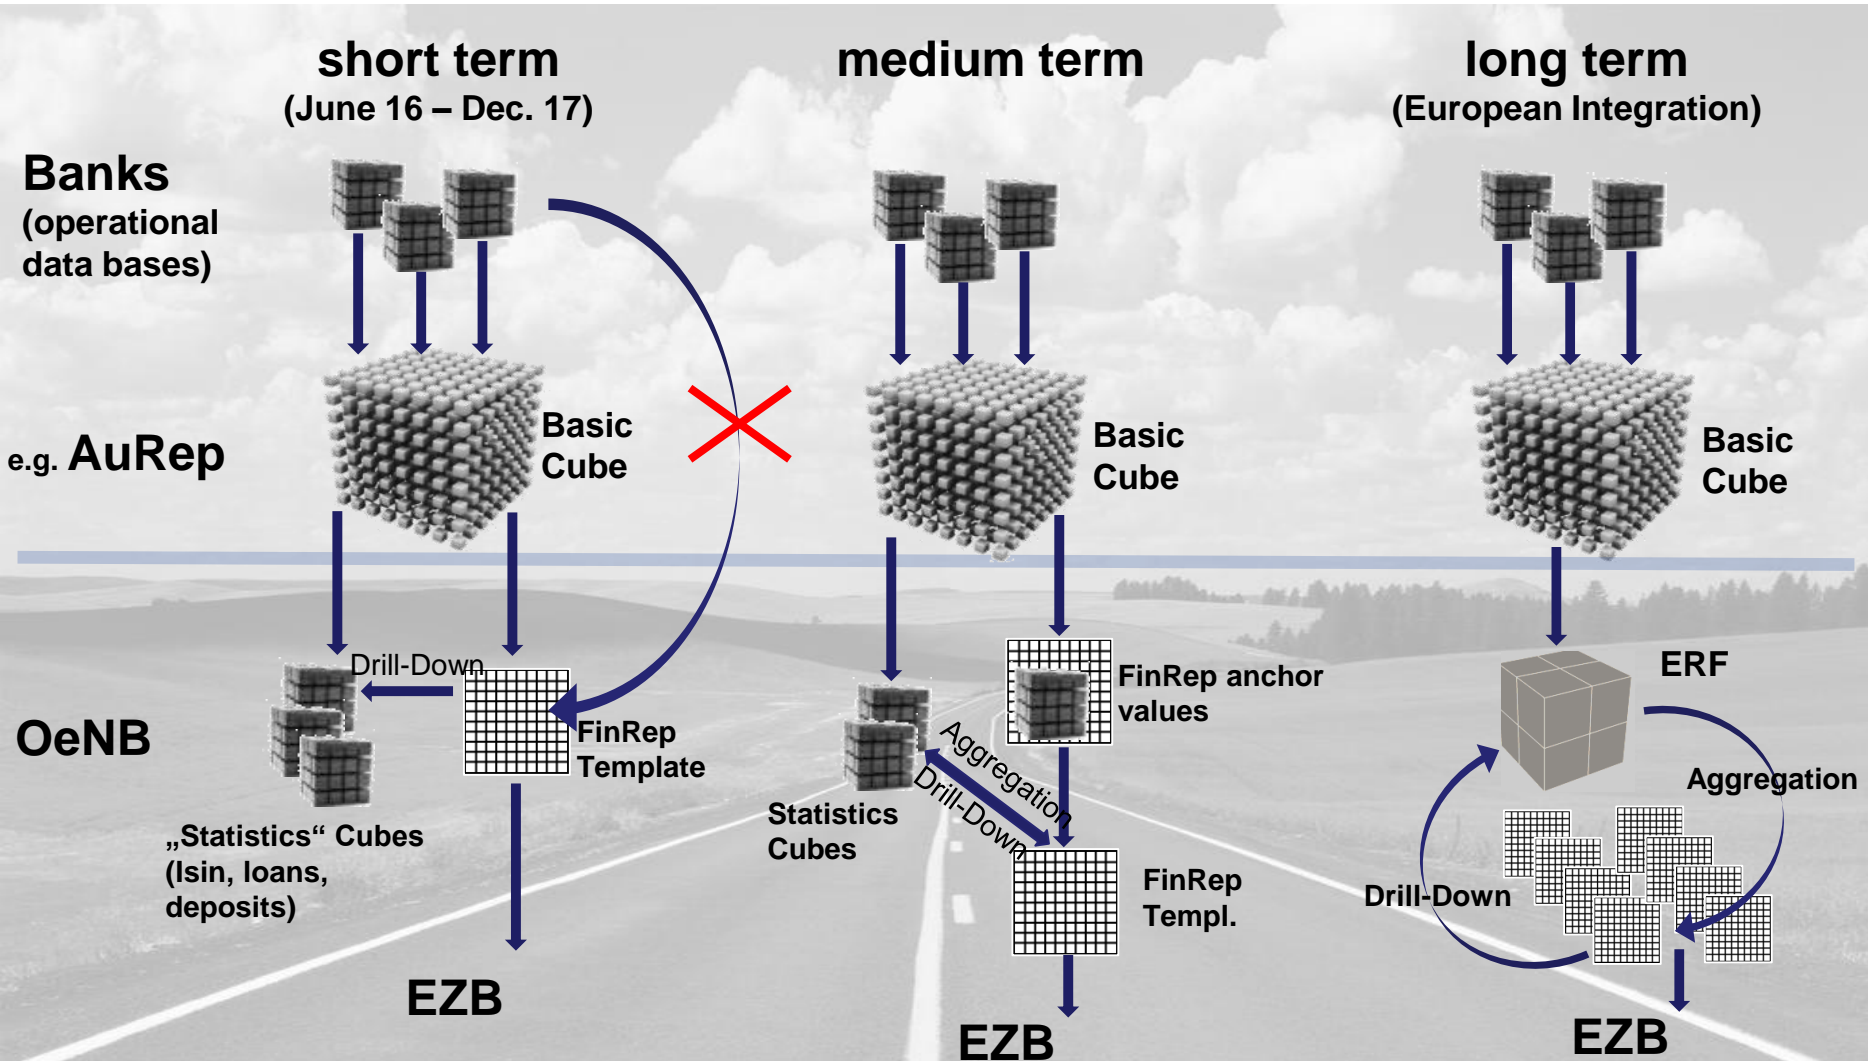 short term
(June 16 – Dec. 17)
medium term
long term
(European Integration)
Banks
(operational
data bases)
e.g. AuRep
Basic
Cube
Basic
Cube
Basic
Cube
OeNB
Drill-Down
FinRep
Template
„Statistics“ Cubes
(Isin, loans,
deposits)
EZB
FinRep anchor
values
Aggregation
Drill-Down
Statistics
Cubes
FinRep
Templ.
EZB
ERF
Aggregation
Drill-Down
EZB